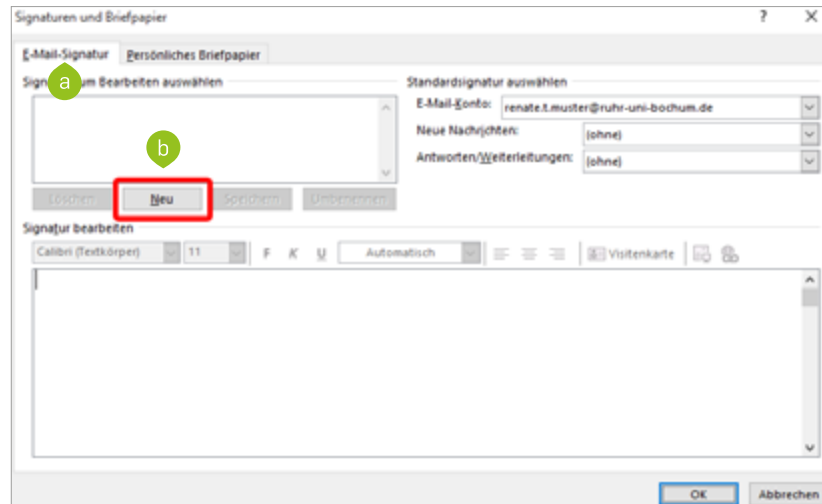 Signaturen und Briefpapier ? X
E-Mail-Signatur Persönliches Briefpapier
a
Sign um Bearbeiten auswählen Standardsignatur auswählen
E-Mail-Konto: renate.t.muster@ruhr-uni-bochum.de
Neue Nachrichten: (ohne)
Antworten/Weiterleitungen: (ohne)
b
Löschen Neu Speichern Umbenennen
Signatur bearbeiten
Calibri (Textkörper) 11 F K U Automatisch Visitenkarte
OK Abbrechen